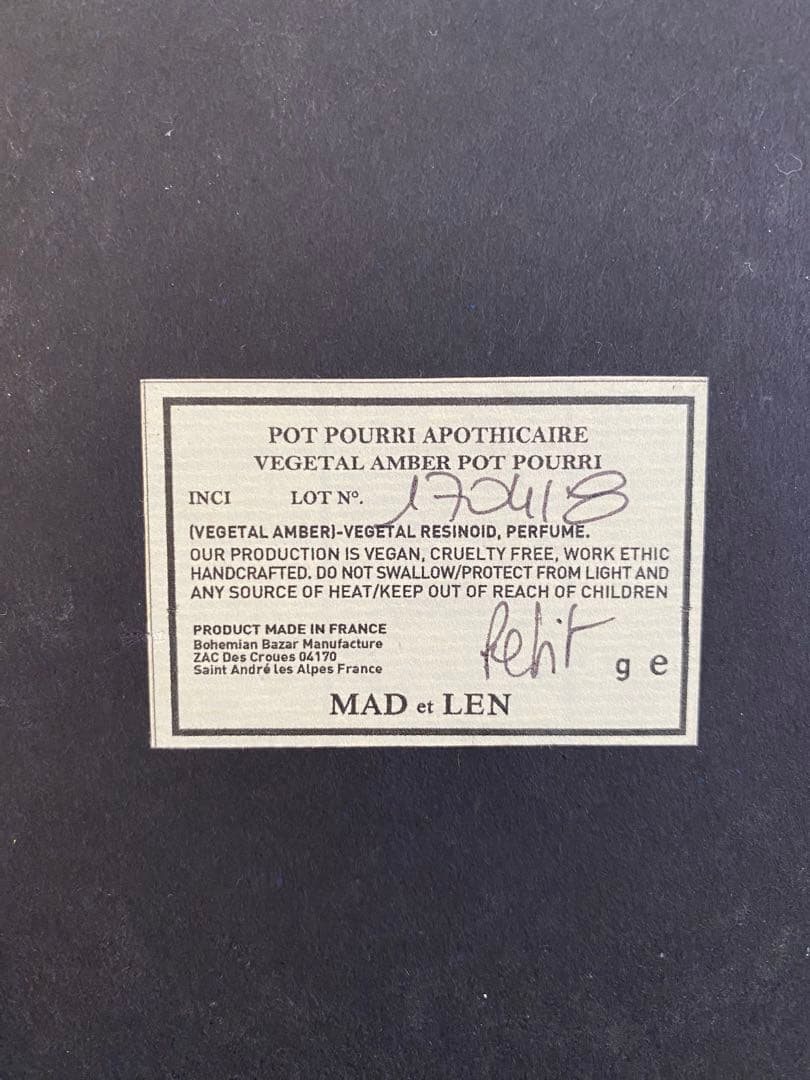 POT POURRI APOTHICAIRE
VEGETAL AMBER POT POURRI
INCI LOT Nº. 170418
(VEGETAL AMBER)-VEGETAL RESINOID, PERFUME.
OUR PRODUCTION IS VEGAN, CRUELTY FREE, WORK ETHIC
HANDCRAFTED. DO NOT SWALLOW/PROTECT FROM LIGHT AND
ANY SOURCE OF HEAT/KEEP OUT OF REACH OF CHILDREN
PRODUCT MADE IN FRANCE
Bohemian Bazar Manufacture
ZAC Des Croues 04170
Saint André les Alpes France
Petit g e
MAD et LEN